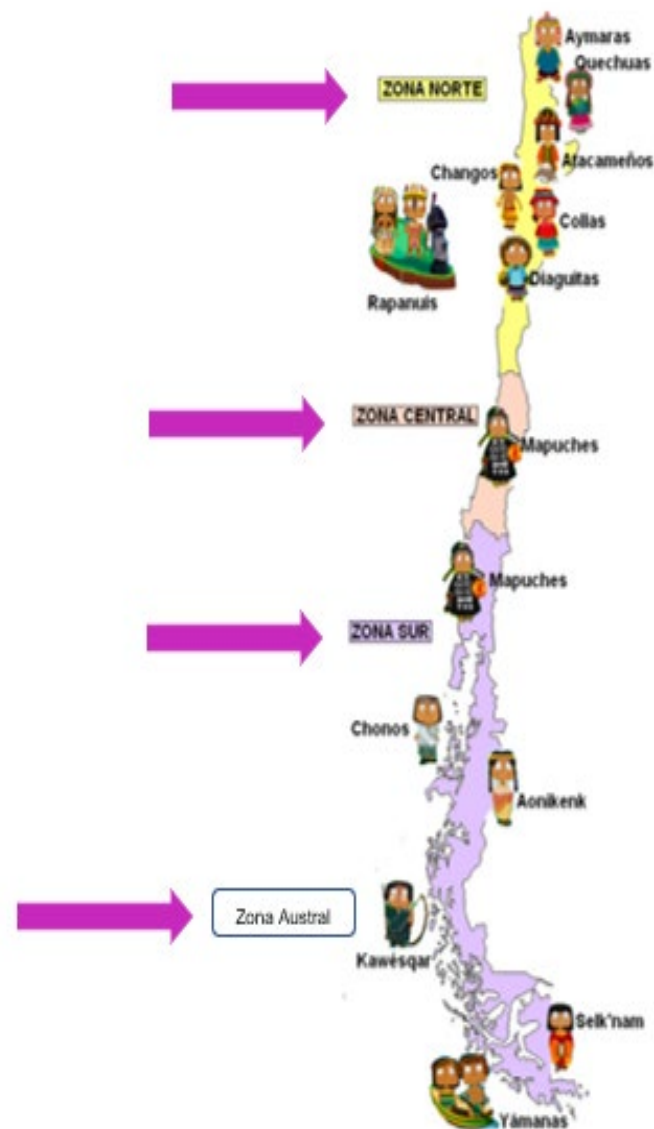 Aymaras
Quechuas
ZONA NORTE
Atacameños
Changos
Collas
Diaguitas
Rapanuis
ZONA CENTRAL
Mapuches
Mapuches
ZONA SUR
Chonos
Aonikenk
Zona Austral
Kawésqar
Selk'nam
Yámanas